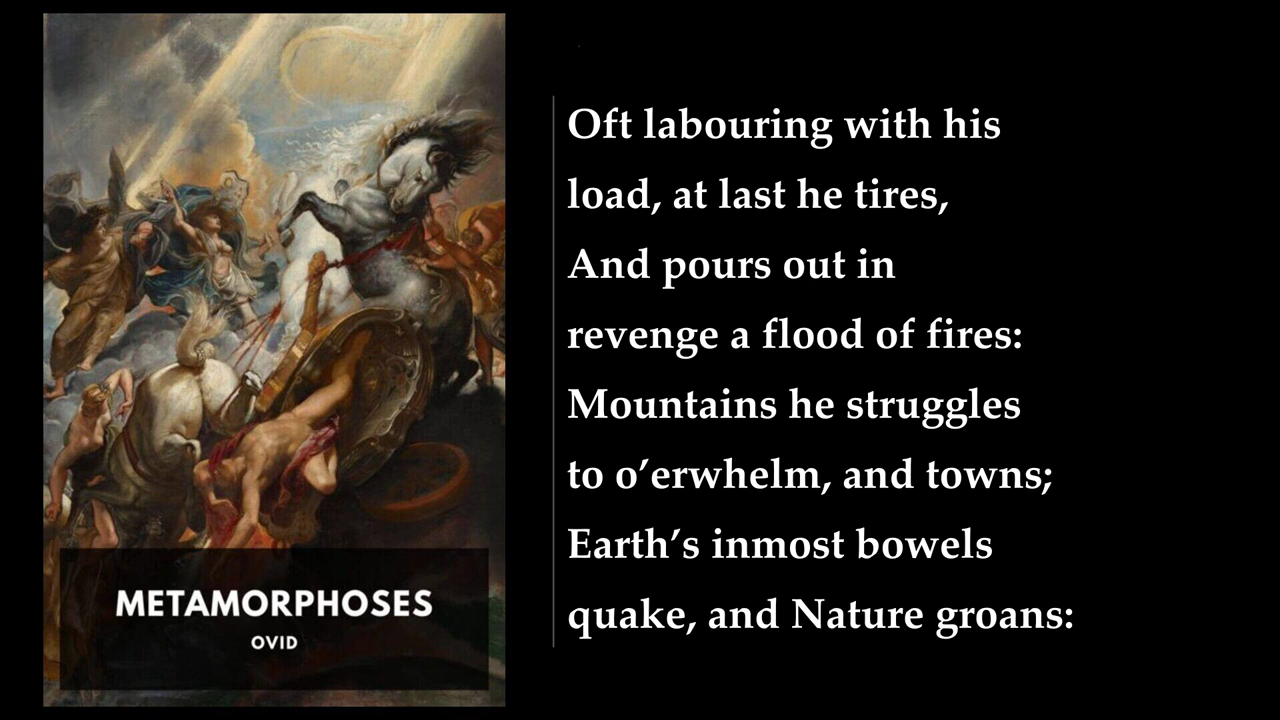 METAMORPHOSES
OVID
Oft labouring with his
load, at last he tires,
And pours out in
revenge a flood of fires:
Mountains he struggles
to o’erwhelm, and towns;
Earth’s inmost bowels
quake, and Nature groans: